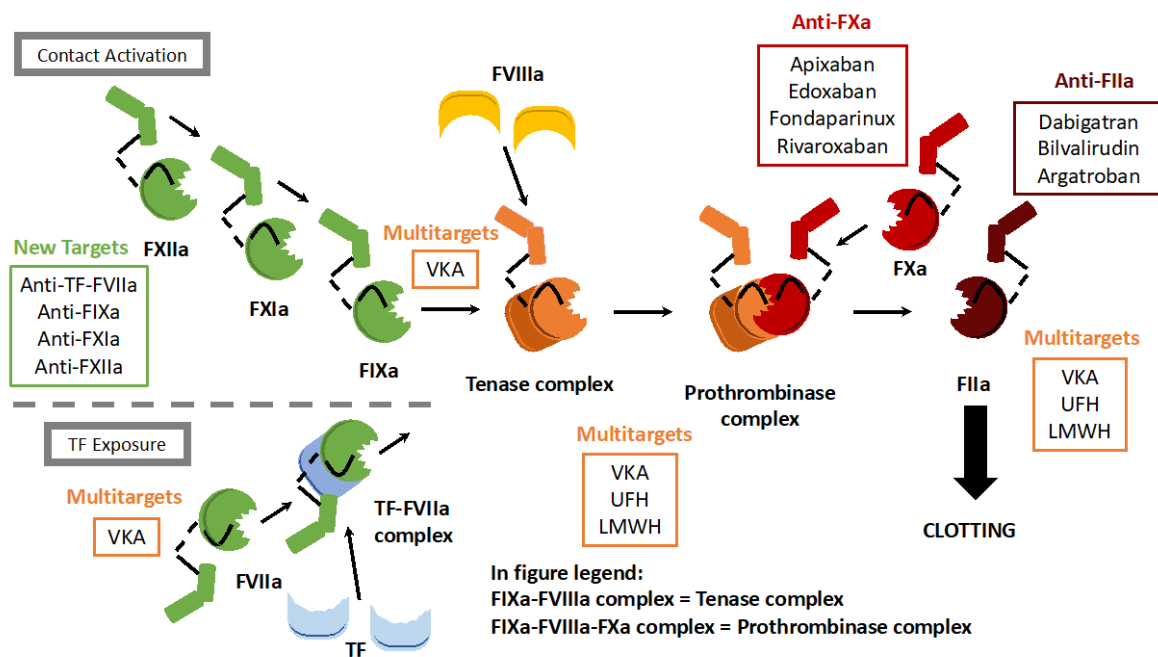 Contact Activation
FXIIa
FXIa
FIXa
New Targets
Anti-TF-FVIIa
Anti-FIXa
Anti-FXIa
Anti-FXIIa
FVIIIa
Multitargets
VKA
Tenase complex
Anti-FXa
Apixaban
Edoxaban
Fondaparinux
Rivaroxaban
FXa
Prothrombinase
complex
Anti-FIIa
Dabigatran
Bilvalirudin
Argatroban
FIIa
Multitargets
VKA
UFH
LMWH
CLOTTING
Multitargets
VKA
UFH
LMWH
TF Exposure
Multitargets
VKA
FVIIa
TF-FVIIa
complex
TF
In figure legend:
FIXa-FVIIIa complex = Tenase complex
FIXa-FVIIIa-FXa complex = Prothrombinase complex